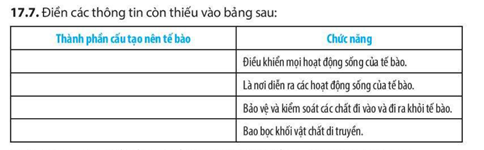 17.7. Điền các thông tin còn thiếu vào bảng sau:
Thành phần cấu tạo nên tế bào Chức năng
Điều khiển mọi hoạt động sống của tế bào.
Là nơi diễn ra các hoạt động sống của tế bào.
Bảo vệ và kiểm soát các chất đi vào và đi ra khỏi tế bào.
Bao bọc khối vật chất di truyền.